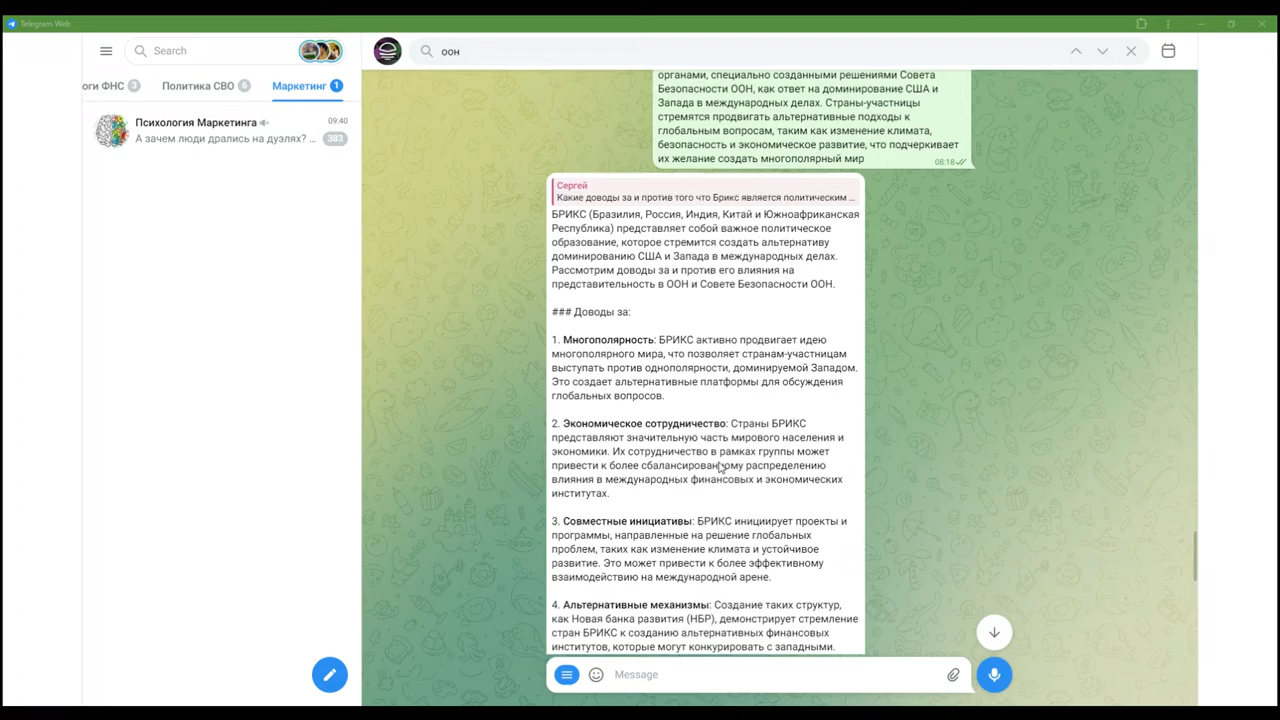 Telegram Web
Search
оон
оги ФНС 3 Политика СВО 6 Маркетинг 1
Психология Маркетинга 09:40
А зачем люди дрались на дуэлях? ... 383
органами, специально созданными решениями Совета
Безопасности ООН, как ответ на доминирование США и
Запада в международных делах. Страны-участницы
стремятся продвигать альтернативные подходы к
глобальным вопросам, таким как изменение климата,
безопасность и экономическое развитие, что подчеркивает
их желание создать многополярный мир
08:18
Сергей
Какие доводы за и против того что Брикс является политическим ...
БРИКС (Бразилия, Россия, Индия, Китай и Южноафриканская
Республика) представляет собой важное политическое
образование, которое стремится создать альтернативу
доминированию США и Запада в международных делах.
Рассмотрим доводы за и против его влияния на
представительность в ООН и Совете Безопасности ООН.
### Доводы за:
1. Многополярность: БРИКС активно продвигает идею
многополярного мира, что позволяет странам-участницам
выступать против однополярности, доминируемой Западом.
Это создает альтернативные платформы для обсуждения
глобальных вопросов.
2. Экономическое сотрудничество: Страны БРИКС
представляют значительную часть мирового населения и
экономики. Их сотрудничество в рамках группы может
привести к более сбалансированному распределению
влияния в международных финансовых и экономических
институтах.
3. Совместные инициативы: БРИКС инициирует проекты и
программы, направленные на решение глобальных
проблем, таких как изменение климата и устойчивое
развитие. Это может привести к более эффективному
взаимодействию на международной арене.
4. Альтернативные механизмы: Создание таких структур,
как Новая банка развития (НБР), демонстрирует стремление
стран БРИКС к созданию альтернативных финансовых
институтов, которые могут конкурировать с западными.
Message